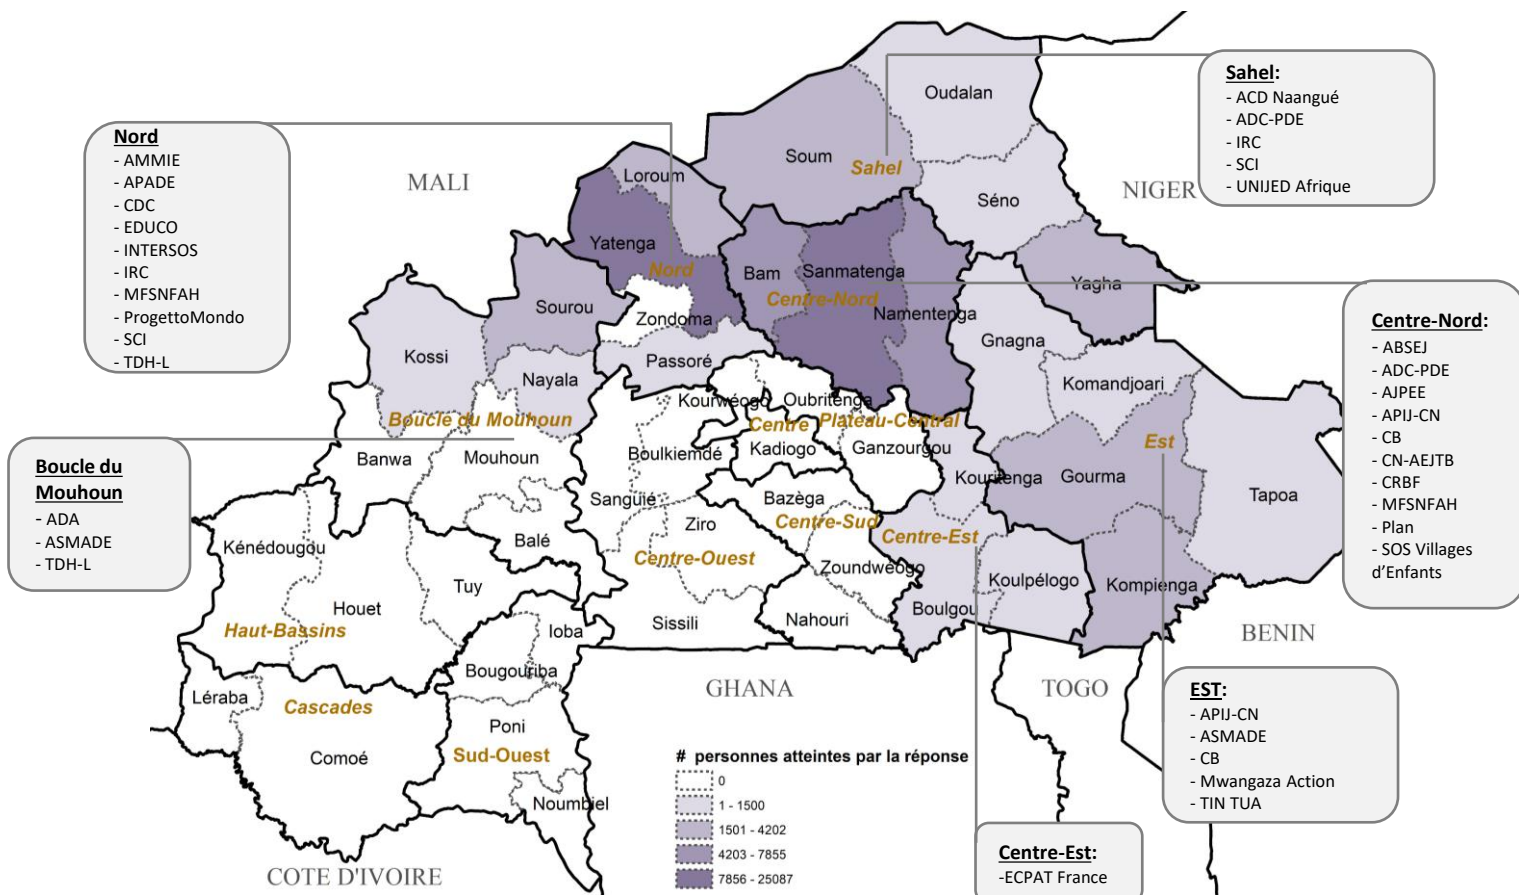 Nord
- AMMIE
- APADE
- CDC
- EDUCO
- INTERSOS
- IRC
- MFSNFAH
- ProgettoMondo
- SCI
- TDH-L
Sahel:
- ACD Naangué
- ADC-PDE
- IRC
- SCI
- UNIJED Afrique
Boucle du
Mouhoun
- ADA
- ASMADE
- TDH-L
Centre-Nord:
- ABSEJ
- ADC-PDE
- AJPEE
- APIJ-CN
- CB
- CN-AEJTB
- CRBF
- MFSNFAH
- Plan
- SOS Villages
d’Enfants
EST:
- APIJ-CN
- ASMADE
- CB
- Mwangaza Action
- TIN TUA
Centre-Est:
-ECPAT France
MALI
NIGER
BENIN
TOGO
GHANA
COTE D'IVOIRE
Oudalan
Soum
Sahel
Séno
Loroum
Yatenga
Nord
Bam
Sanmatenga
Centre-Nord
Namentenga
Yagha
Sourou
Zondoma
Kossi
Passoré
Nayala
Gnagna
Komandjoari
Boucle du Mouhoun
Kourwéogo
Oubritenga
Centre
Plateau-Central
Est
Banwa
Mouhoun
Boulkiemdé
Kadiogo
Ganzourgou
Kouritenga
Gourma
Tapoa
Sanguié
Bazèga
Kénédougou
Balé
Ziro
Centre-Sud
Centre-Est
Centre-Ouest
Zoundwéogo
Koulpélogo
Kompienga
Tuy
Houet
Boulgou
Haut-Bassins
Ioba
Sissili
Nahouri
Bougouriba
Léraba
Cascades
Poni
Comoé
Sud-Ouest
Noumbiel
# personnes atteintes par la réponse
0
1 - 1500
1501 - 4202
4203 - 7855
7856 - 25087